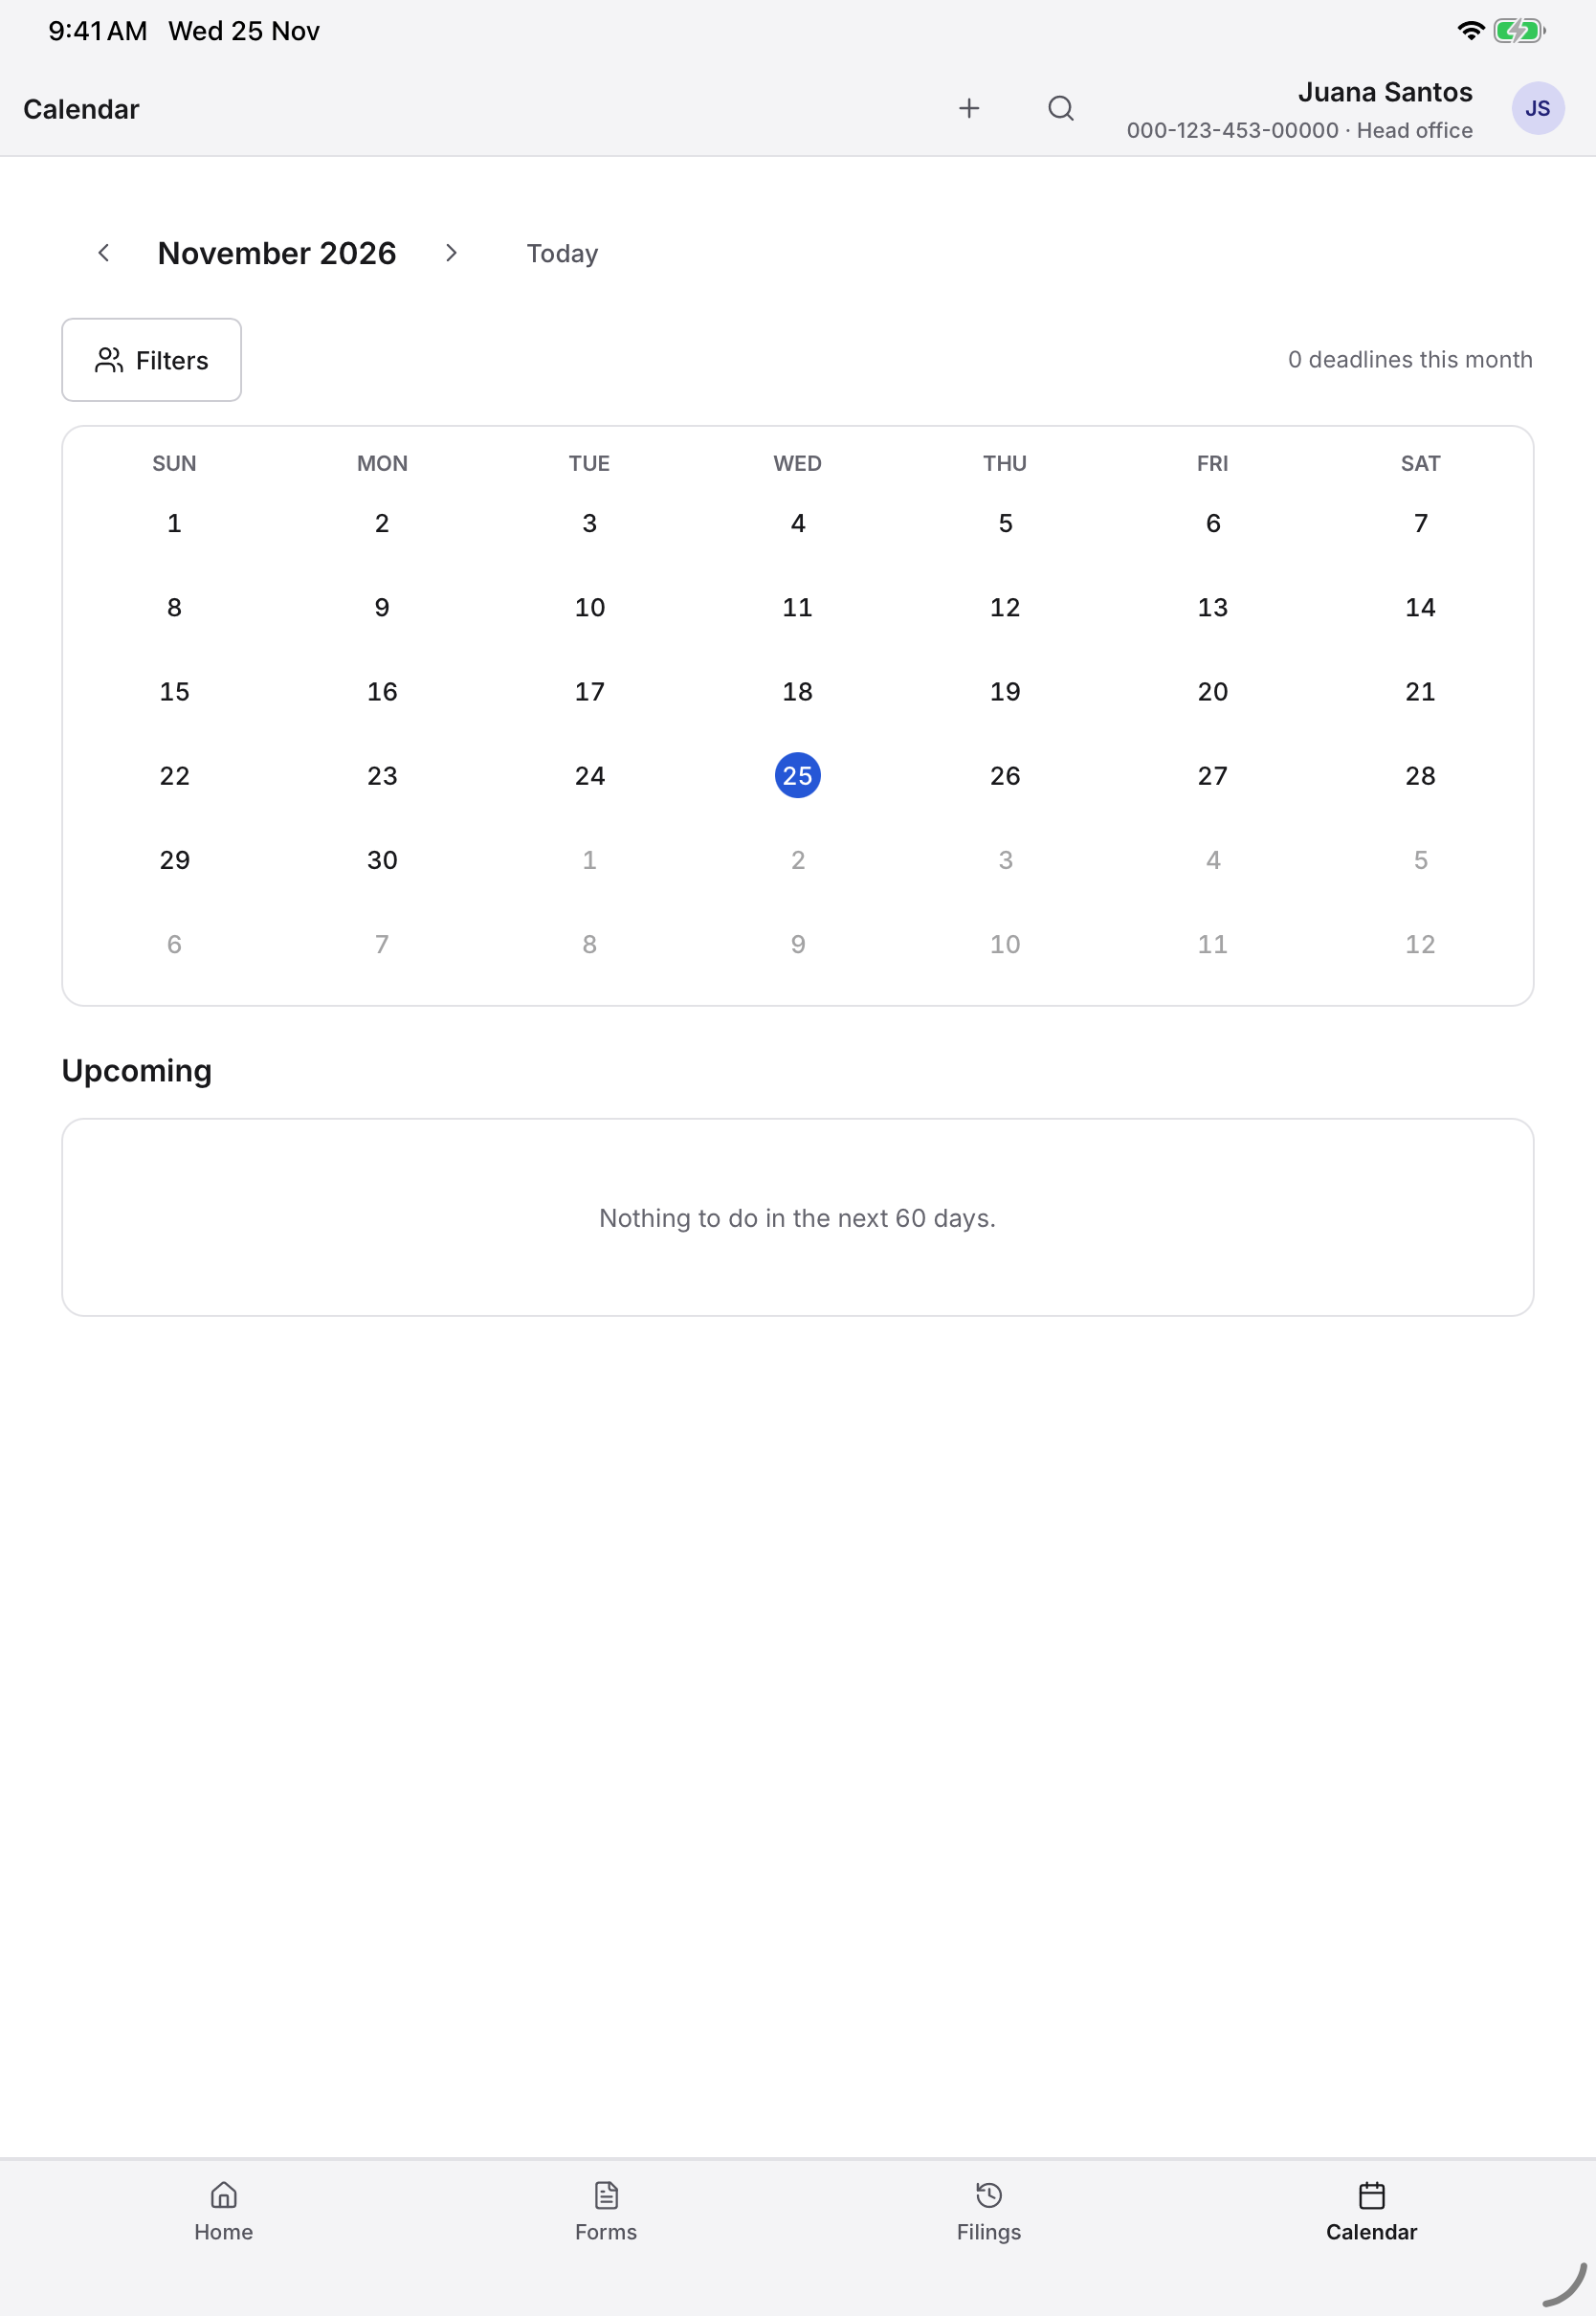 9:41 AM Wed 25 Nov
Calendar
Juana Santos
000-123-453-00000 · Head office
JS
November 2026
Today
Filters
0 deadlines this month
SUN MON TUE WED THU FRI SAT
1 2 3 4 5 6 7
8 9 10 11 12 13 14
15 16 17 18 19 20 21
22 23 24 25 26 27 28
29 30 1 2 3 4 5
6 7 8 9 10 11 12
Upcoming
Nothing to do in the next 60 days.
Home Forms Filings Calendar